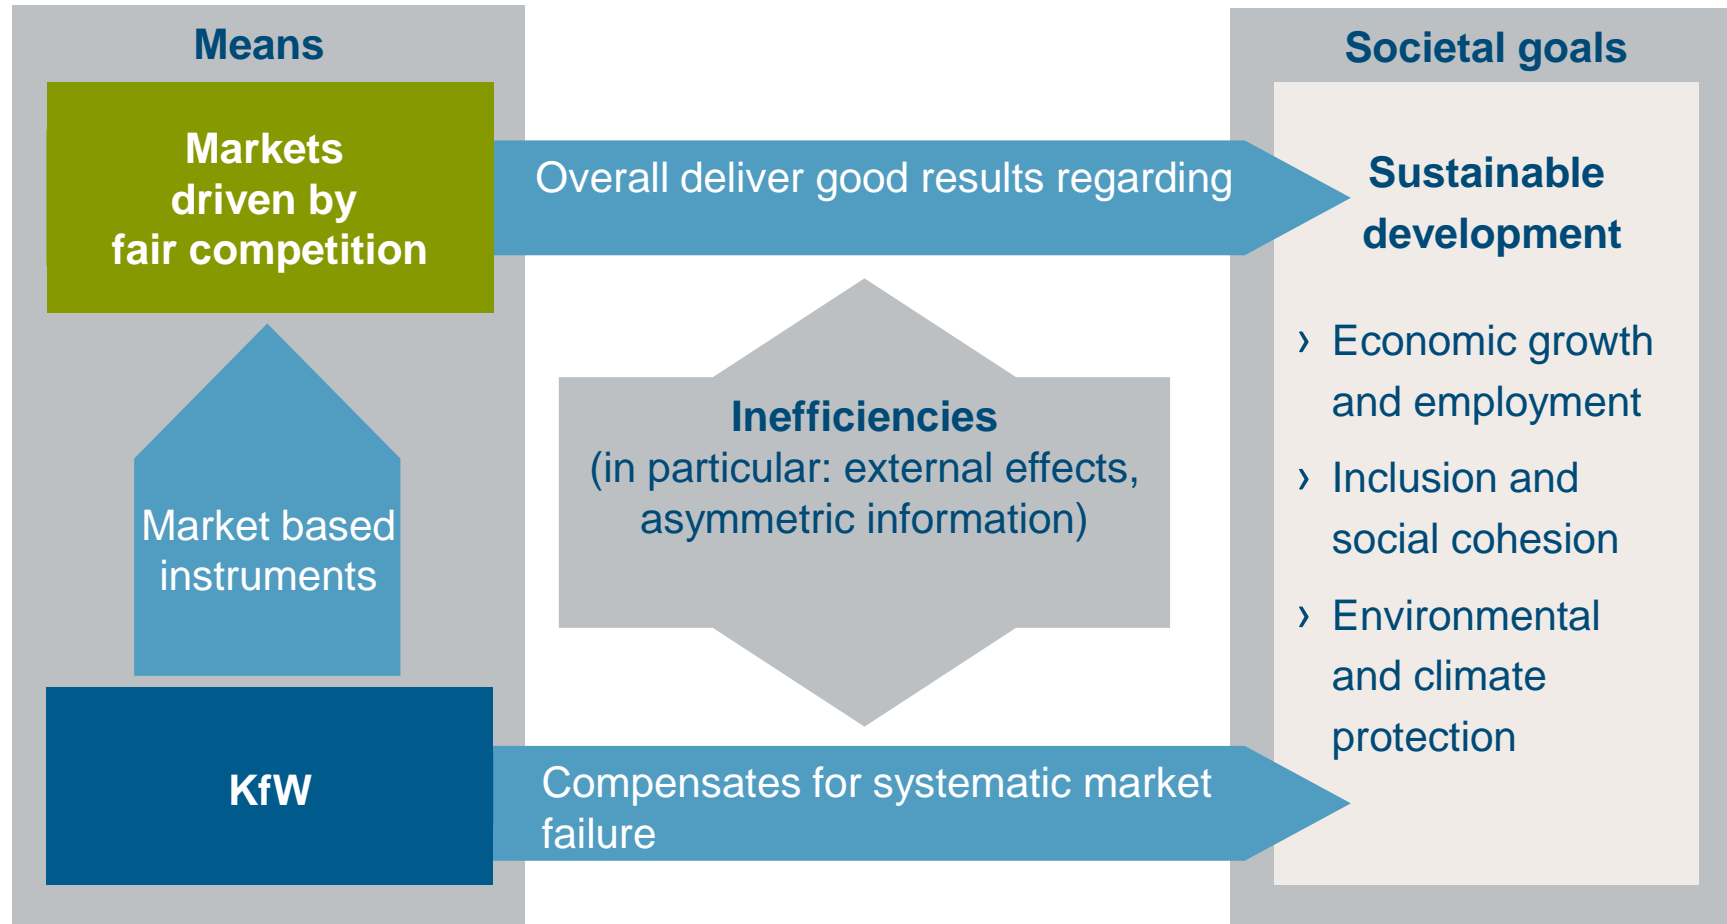 Means
Markets
driven by
fair competition
Market based
instruments
KfW
Overall deliver good results regarding
Inefficiencies
(in particular: external effects,
asymmetric information)
Compensates for systematic market
failure
Societal goals
Sustainable
development
› Economic growth
and employment
› Inclusion and
social cohesion
› Environmental
and climate
protection